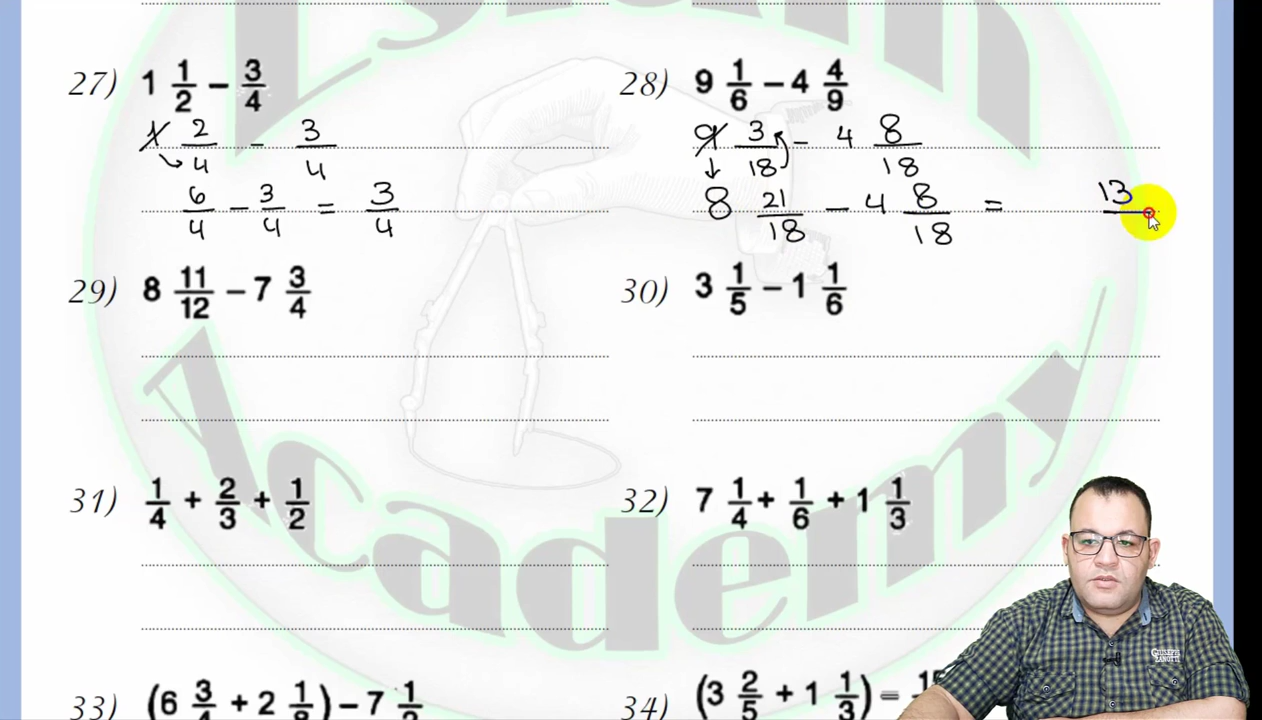 27) 1 1/2 - 3/4
1 2/4 - 3/4
6/4 - 3/4 = 3/4
28) 9 1/6 - 4 4/9
9 3/18 - 4 8/18
8 21/18 - 4 8/18 = 13
29) 8 11/12 - 7 3/4
30) 3 1/5 - 1 1/6
31) 1/4 + 2/3 + 1/2
32) 7 1/4 + 1/6 + 1 1/3
33) (6 3/4 + 2 1/8) - 7 1/2
34) (3 2/5 + 1 1/3) =
Academy
GIUSEPPE
ZANOTTI